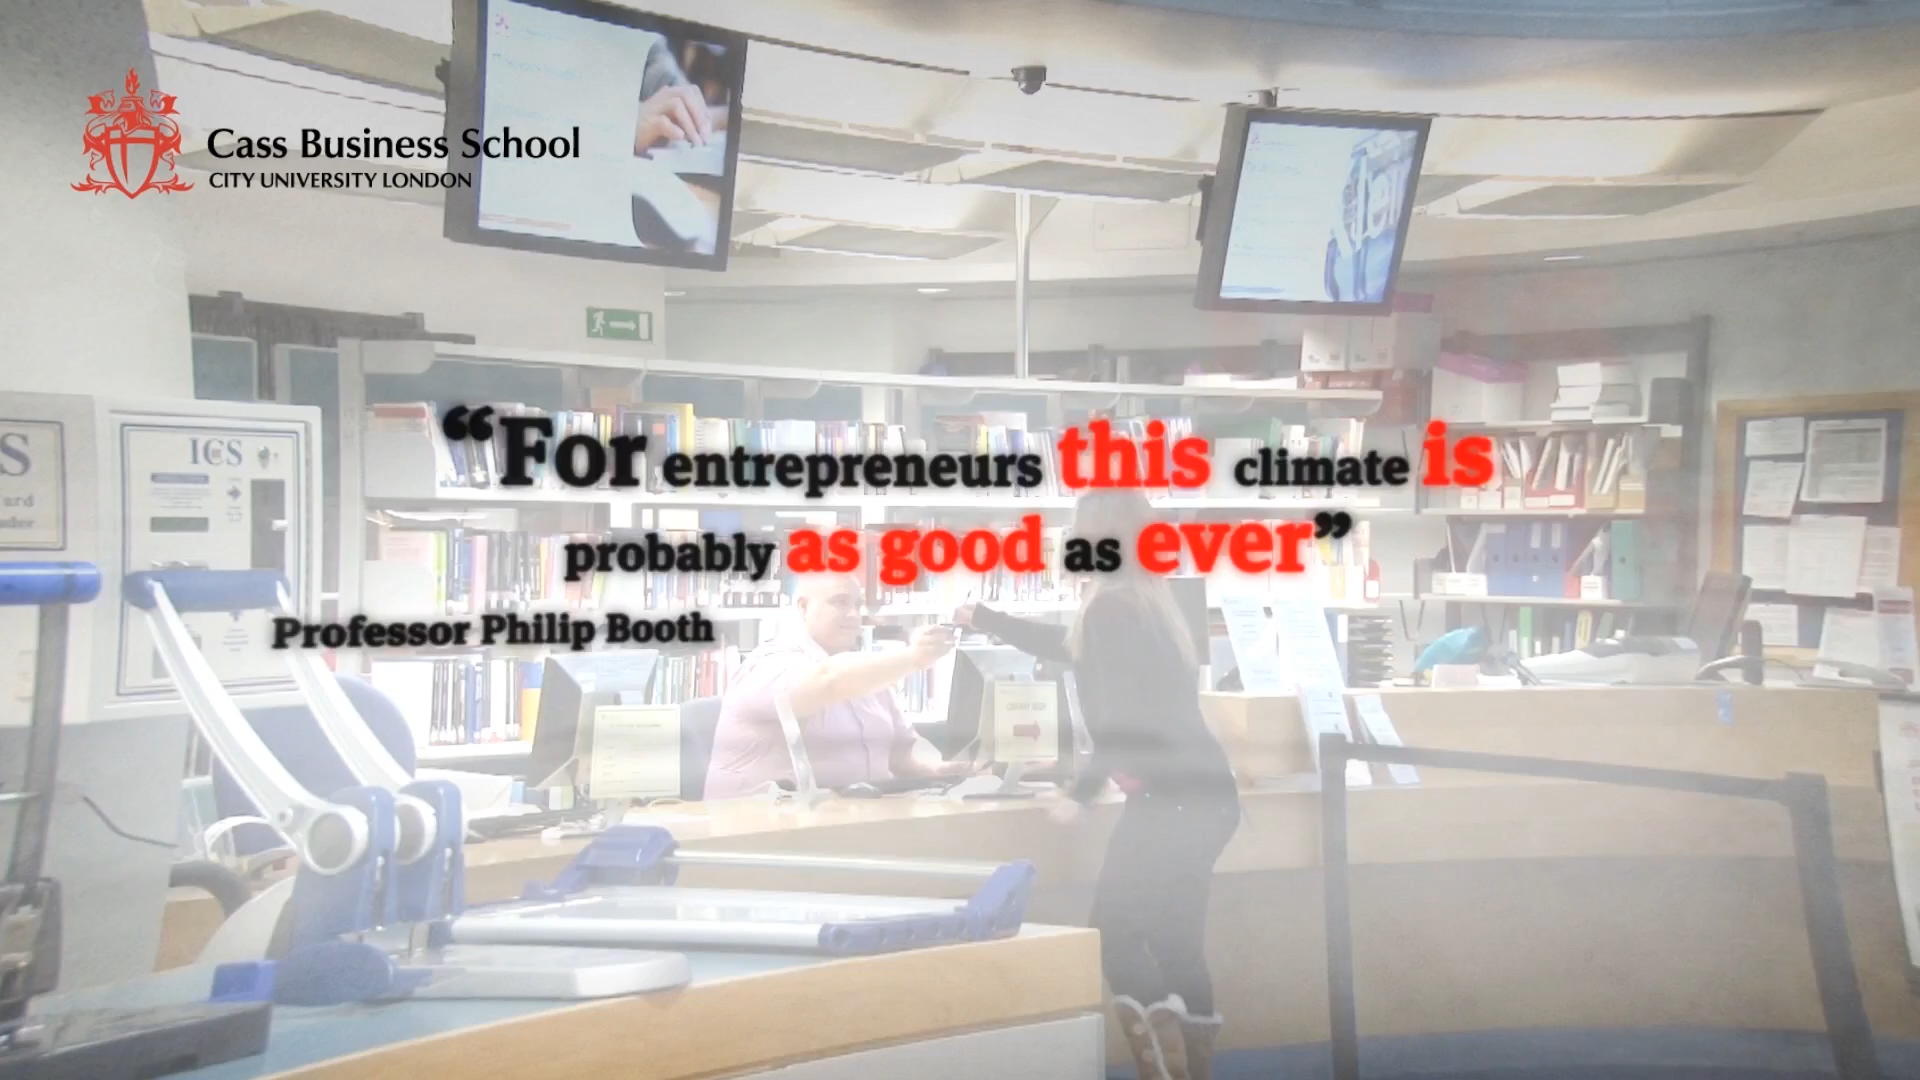 Cass Business School
CITY UNIVERSITY LONDON
ICS
S
“For entrepreneurs this climate is
probably as good as ever”
Professor Philip Booth